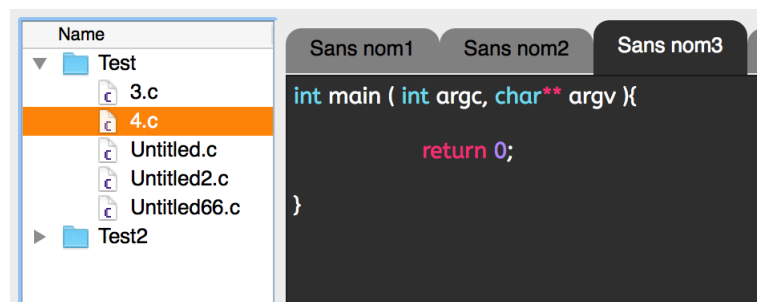 Name
Test
3.c
4.c
Untitled.c
Untitled2.c
Untitled66.c
Test2
Sans nom1 Sans nom2 Sans nom3
int main ( int argc, char** argv ){
return 0;
}